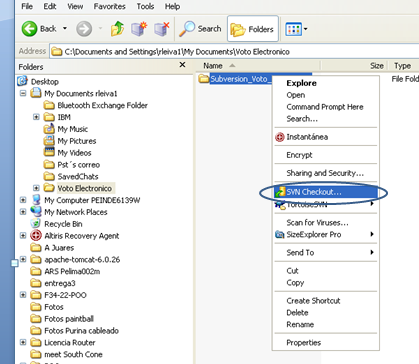 File Edit View Favorites Tools Help
Back Search Folders
Address C:\Documents and Settings\rleiva1\My Documents\Voto Electronico
Folders
Desktop
My Documents rleiva1
Bluetooth Exchange Folder
IBM
My Music
My Pictures
My Videos
Pst´s correo
SavedChats
Voto Electronico
My Computer PEINDE6139W
My Network Places
Recycle Bin
Altiris Recovery Agent
A Juares
apache-tomcat-6.0.26
ARS Pelima002m
entrega3
F34-22-POO
Fotos
Fotos paintball
Fotos Purina cableado
Licencia Router
meet South Cone
Name Size Type
Subversion_Voto_ File Fold
Explore
Open
Command Prompt Here
Search...
Instantánea
Encrypt
Sharing and Security...
SVN Checkout...
TortoiseSVN
Scan for Viruses...
SizeExplorer Pro
Send To
Cut
Copy
Create Shortcut
Delete
Rename
Properties